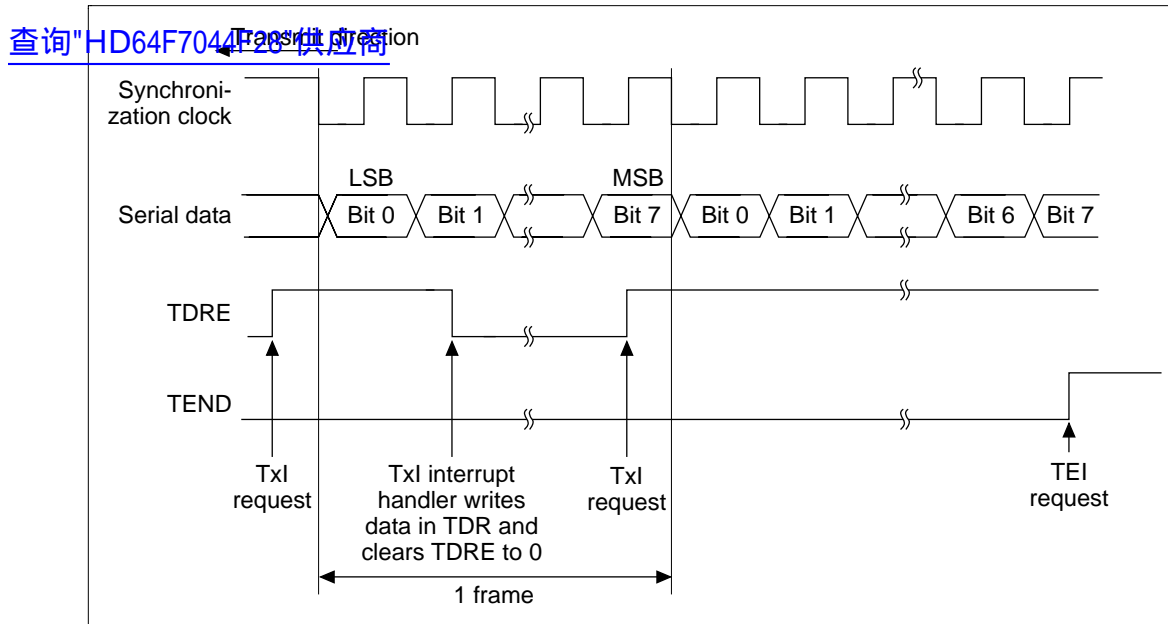 查询"HD64F7044F28"供应商
Transmit direction
Synchroni-
zation clock
LSB
MSB
Serial data
Bit 0
Bit 1
Bit 7
Bit 0
Bit 1
Bit 6
Bit 7
TDRE
TEND
TxI
request
TxI interrupt
handler writes
data in TDR and
clears TDRE to 0
TxI
request
TEI
request
1 frame